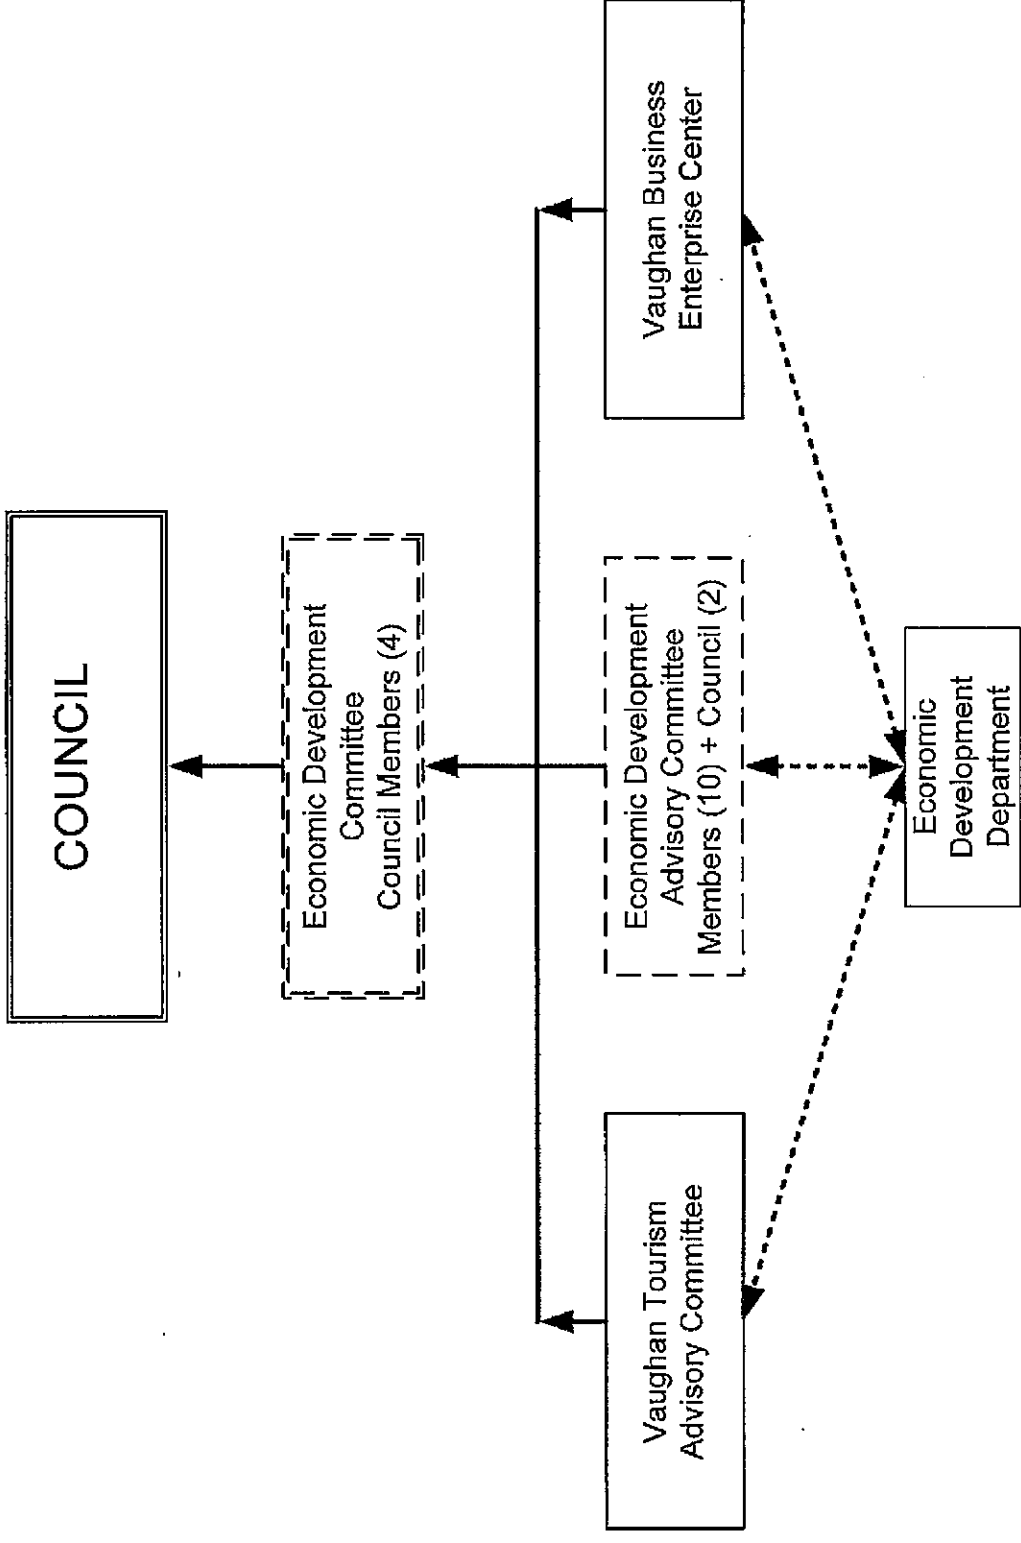 COUNCIL
Economic Development
Committee
Council Members (4)
Vaughan Tourism
Advisory Committee
Economic Development
Advisory Committee
Members (10) + Council (2)
Vaughan Business
Enterprise Center
Economic
Development
Department